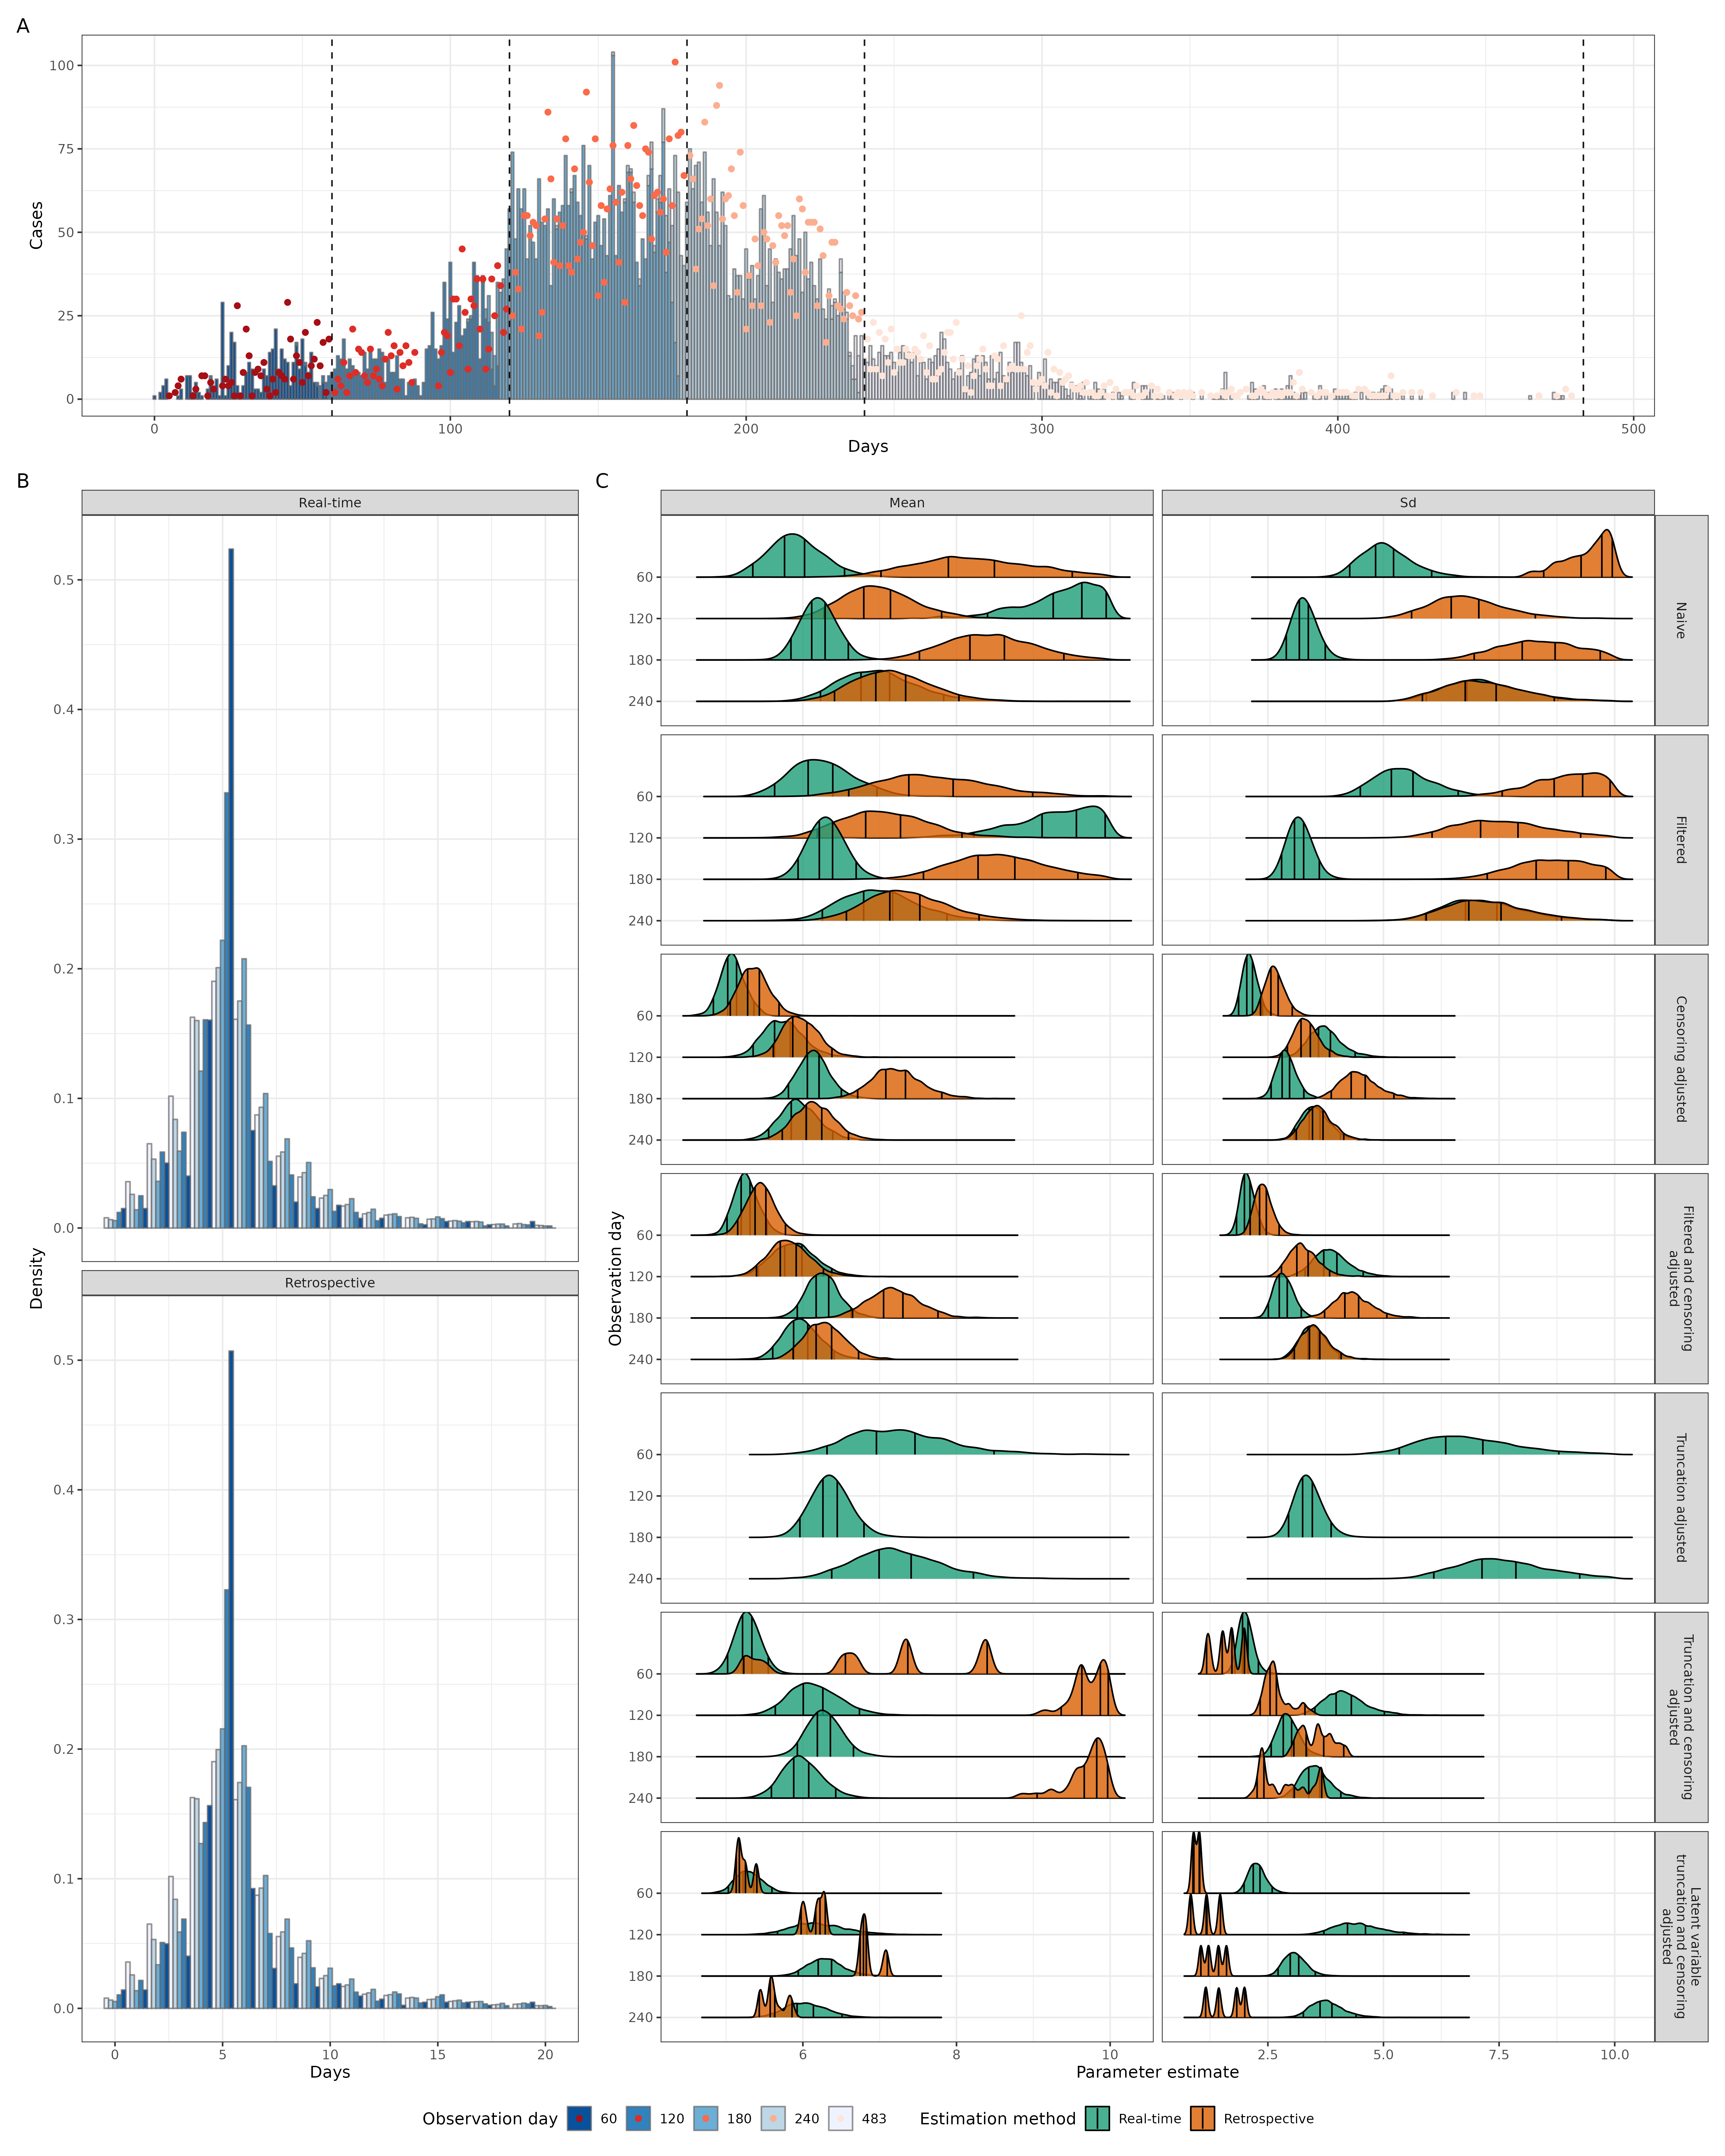 A
100
75
50
25
0
Cases
0
100
200
300
400
500
Days
B
Real-time
0.5
0.4
0.3
0.2
0.1
0.0
Retrospective
0.5
0.4
0.3
0.2
0.1
0.0
Density
0
5
10
15
20
Days
C
Mean
Sd
60
120
180
240
Naive
60
120
180
240
Filtered
60
120
180
240
Censoring adjusted
60
120
180
240
Filtered and censoring
adjusted
60
120
180
240
Truncation adjusted
60
120
180
240
Truncation and censoring
adjusted
60
120
180
240
Latent variable
truncation and censoring
adjusted
Observation day
6
8
10
2.5
5.0
7.5
10.0
Parameter estimate
Observation day
60
120
180
240
483
Estimation method
Real-time
Retrospective